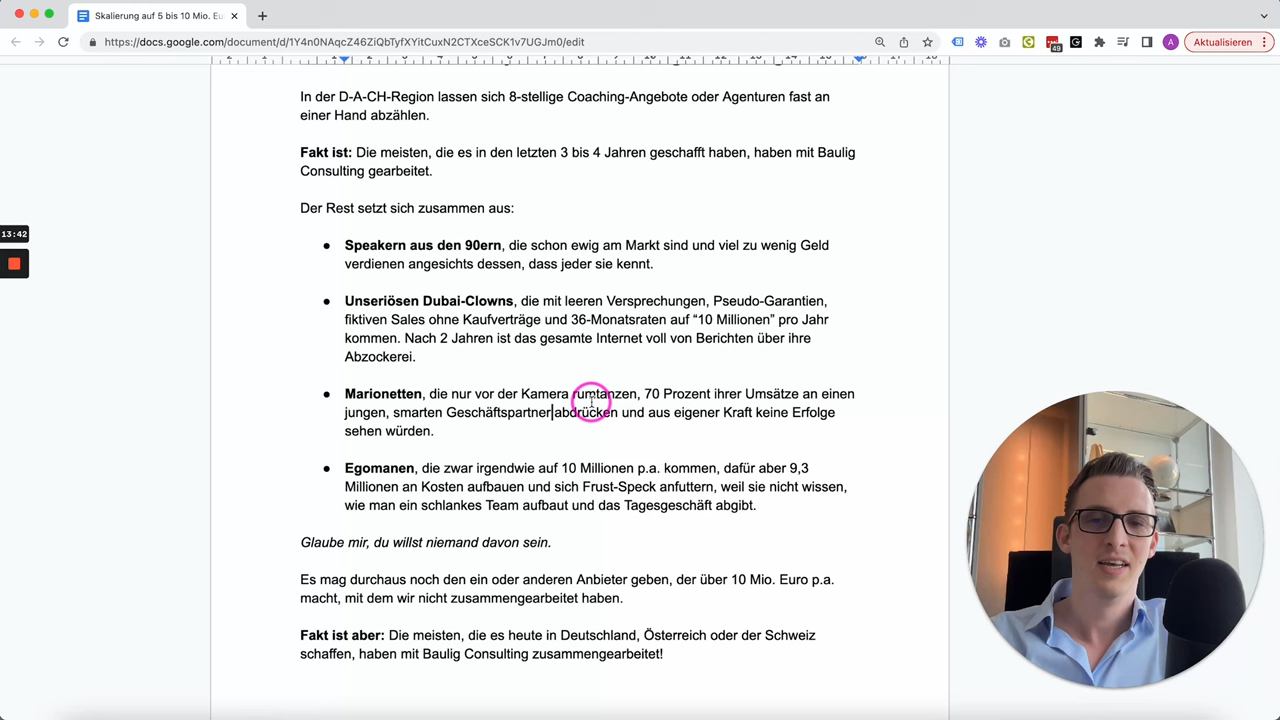 Skalierung auf 5 bis 10 Mio. Eur
https://docs.google.com/document/d/1Y4n0NAqcZ46ZiQbTyfXYitCuxN2CTXceSCK1v7UGJm0/edit
49
A
Aktualisieren
In der D-A-CH-Region lassen sich 8-stellige Coaching-Angebote oder Agenturen fast an
einer Hand abzählen.
Fakt ist: Die meisten, die es in den letzten 3 bis 4 Jahren geschafft haben, haben mit Baulig
Consulting gearbeitet.
Der Rest setzt sich zusammen aus:
13:42
● Speakern aus den 90ern, die schon ewig am Markt sind und viel zu wenig Geld
verdienen angesichts dessen, dass jeder sie kennt.
● Unseriösen Dubai-Clowns, die mit leeren Versprechungen, Pseudo-Garantien,
fiktiven Sales ohne Kaufverträge und 36-Monatsraten auf “10 Millionen” pro Jahr
kommen. Nach 2 Jahren ist das gesamte Internet voll von Berichten über ihre
Abzockerei.
● Marionetten, die nur vor der Kamera rumtanzen, 70 Prozent ihrer Umsätze an einen
jungen, smarten Geschäftspartner abdrücken und aus eigener Kraft keine Erfolge
sehen würden.
● Egomanen, die zwar irgendwie auf 10 Millionen p.a. kommen, dafür aber 9,3
Millionen an Kosten aufbauen und sich Frust-Speck anfuttern, weil sie nicht wissen,
wie man ein schlankes Team aufbaut und das Tagesgeschäft abgibt.
Glaube mir, du willst niemand davon sein.
Es mag durchaus noch den ein oder anderen Anbieter geben, der über 10 Mio. Euro p.a.
macht, mit dem wir nicht zusammengearbeitet haben.
Fakt ist aber: Die meisten, die es heute in Deutschland, Österreich oder der Schweiz
schaffen, haben mit Baulig Consulting zusammengearbeitet!